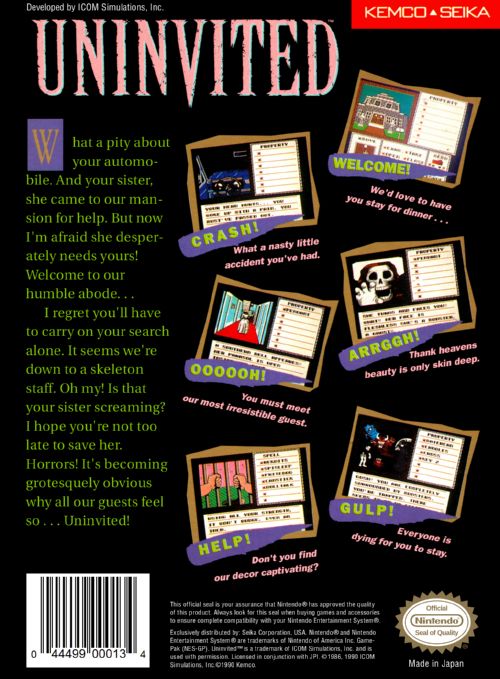 Developed by ICOM Simulations, Inc.
KEMCO▲SEIKA
UNINVITED™
What a pity about
your automo-
bile. And your sister,
she came to our man-
sion for help. But now
I'm afraid she desper-
ately needs yours!
Welcome to our
humble abode. . .
I regret you'll have
to carry on your search
alone. It seems we're
down to a skeleton
staff. Oh my! Is that
your sister screaming?
I hope you're not too
late to save her.
Horrors! It's becoming
grotesquely obvious
why all our guests feel
so . . . Uninvited!
PROPERTY
CRASH!
What a nasty little
accident you've had.
PROPERTY
WELCOME!
We'd love to have
you stay for dinner . . .
PROPERTY
OOOOOH!
You must meet
our most irresistible guest.
PROPERTY
ARRGGH!
Thank heavens
beauty is only skin deep.
SPELL
HELP!
Don't you find
our decor captivating?
PROPERTY
GULP!
Everyone is
dying for you to stay.
0 44499 00013 4
This official seal is your assurance that Nintendo® has approved the quality
of this product. Always look for this seal when buying games and accessories
to ensure complete compatibility with your Nintendo Entertainment System®.
Exclusively distributed by: Seika Corporation, USA. Nintendo® and Nintendo
Entertainment System® are trademarks of Nintendo of America Inc. Game-
Pak (NES-GP). Uninvited™ is a trademark of ICOM Simulations, Inc. and is
used with permission. Licensed in conjunction with JPI. ©1986, 1990 ICOM
Simulations, Inc. ©1990 Kemco.
Official
Nintendo®
Seal of Quality
Made in Japan